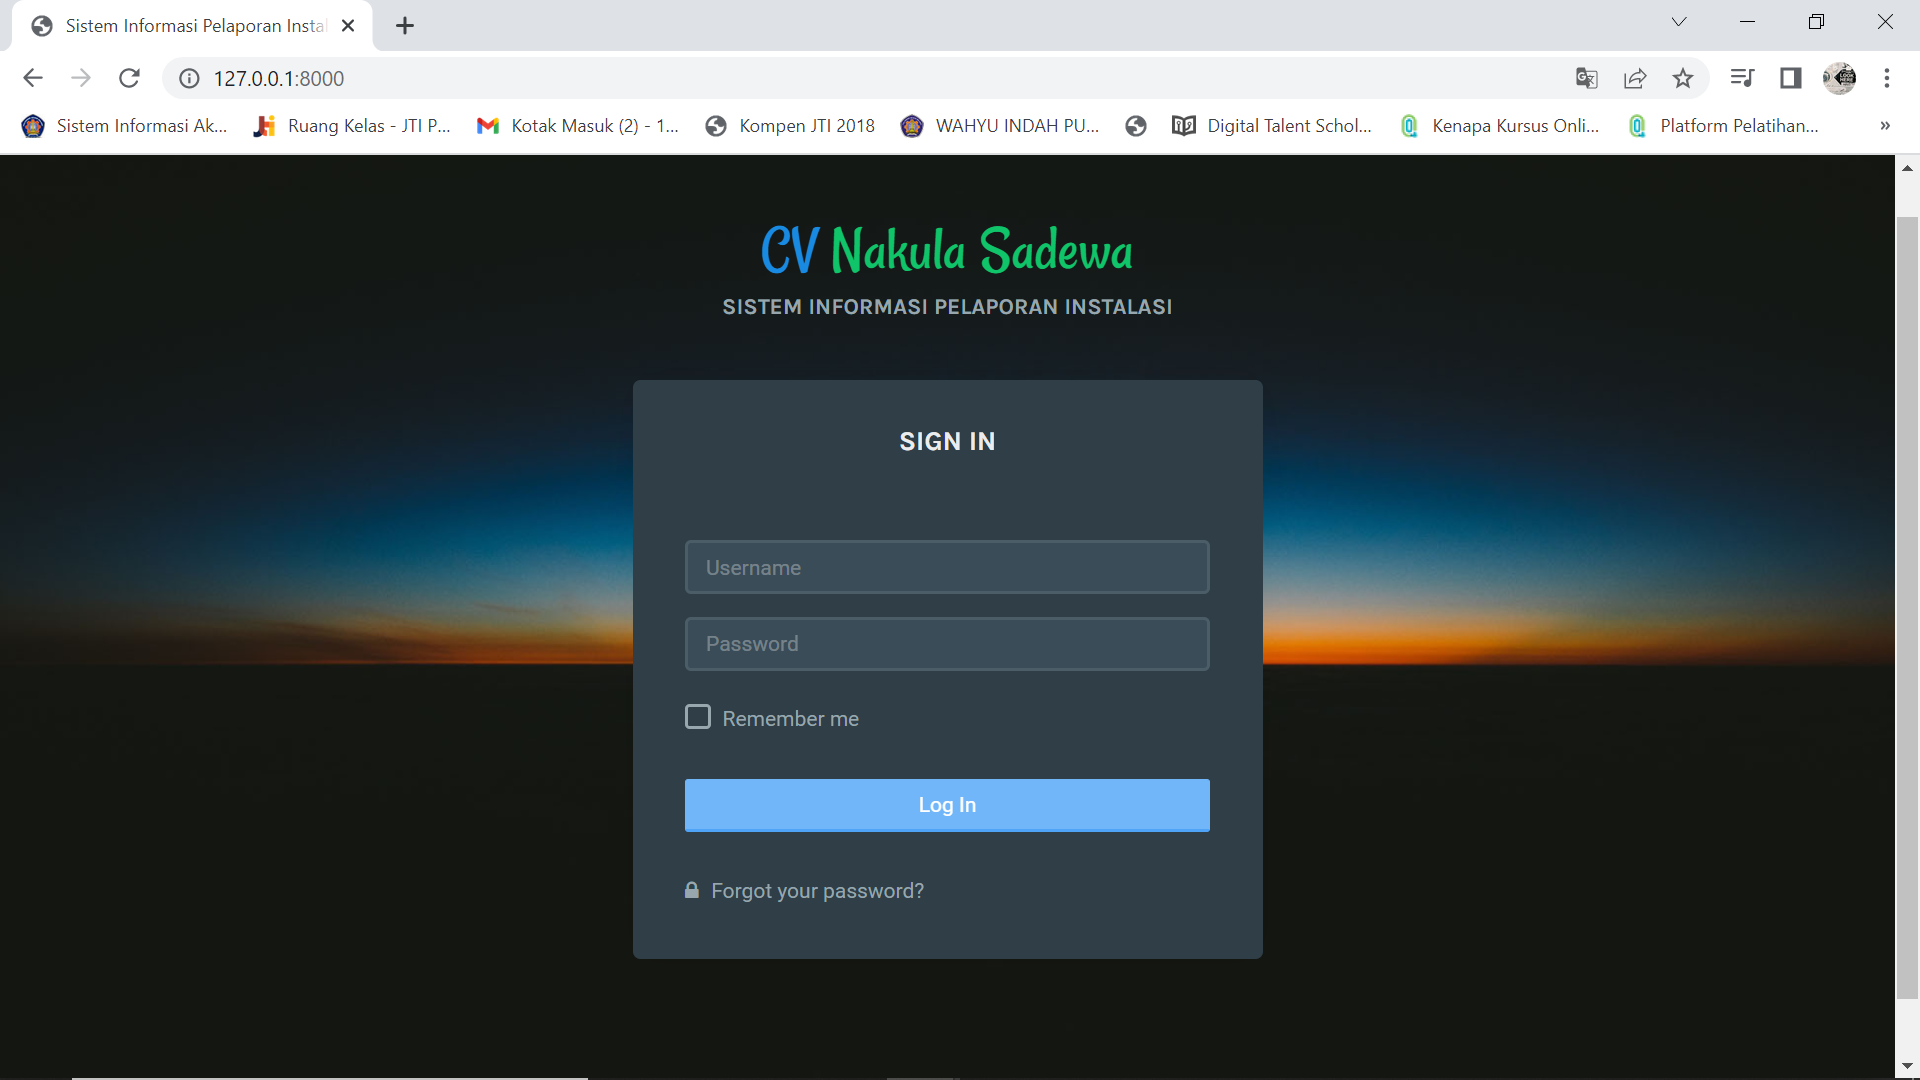 Sistem Informasi Pelaporan Instal
127.0.0.1:8000
Sistem Informasi Ak...
Ruang Kelas - JTI P...
Kotak Masuk (2) - 1...
Kompen JTI 2018
WAHYU INDAH PU...
Digital Talent Schol...
Kenapa Kursus Onli...
Platform Pelatihan...
»
CV Nakula Sadewa
SISTEM INFORMASI PELAPORAN INSTALASI
SIGN IN
Username
Password
Remember me
Log In
Forgot your password?